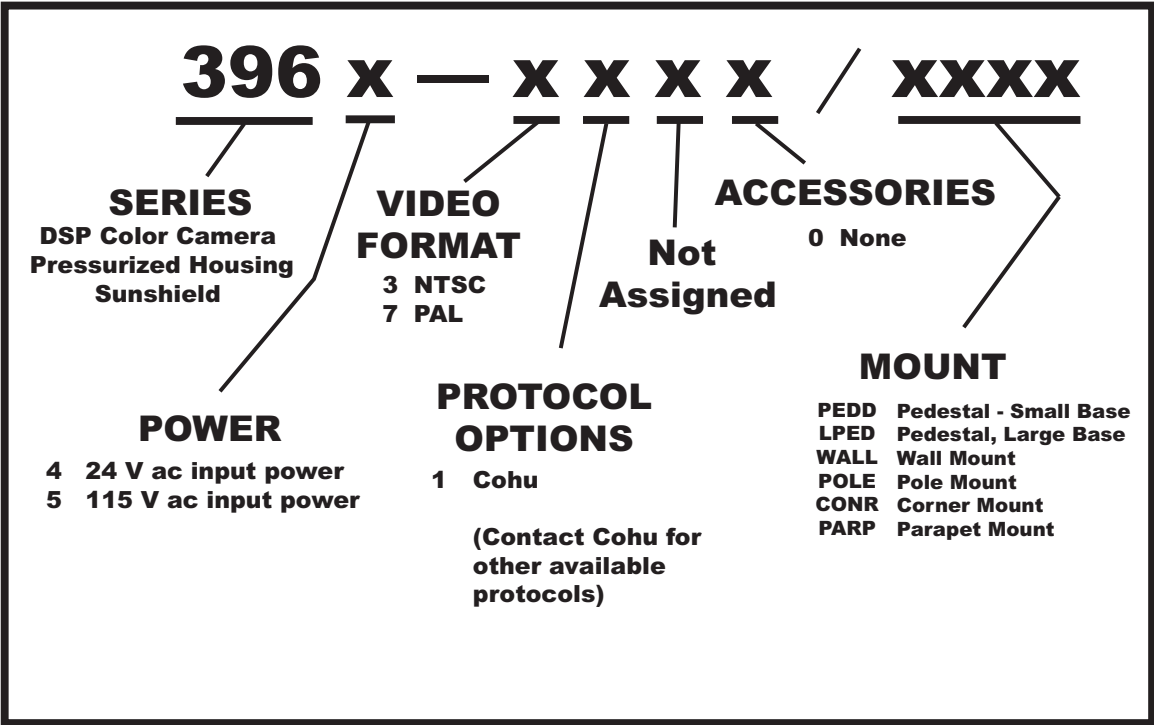 396 x — x x x x / xxxx
SERIES
DSP Color Camera
Pressurized Housing
Sunshield
POWER
4 24 V ac input power
5 115 V ac input power
VIDEO
FORMAT
3 NTSC
7 PAL
PROTOCOL
OPTIONS
1 Cohu
(Contact Cohu for
other available
protocols)
Not
Assigned
ACCESSORIES
0 None
MOUNT
PEDD Pedestal - Small Base
LPED Pedestal, Large Base
WALL Wall Mount
POLE Pole Mount
CONR Corner Mount
PARP Parapet Mount